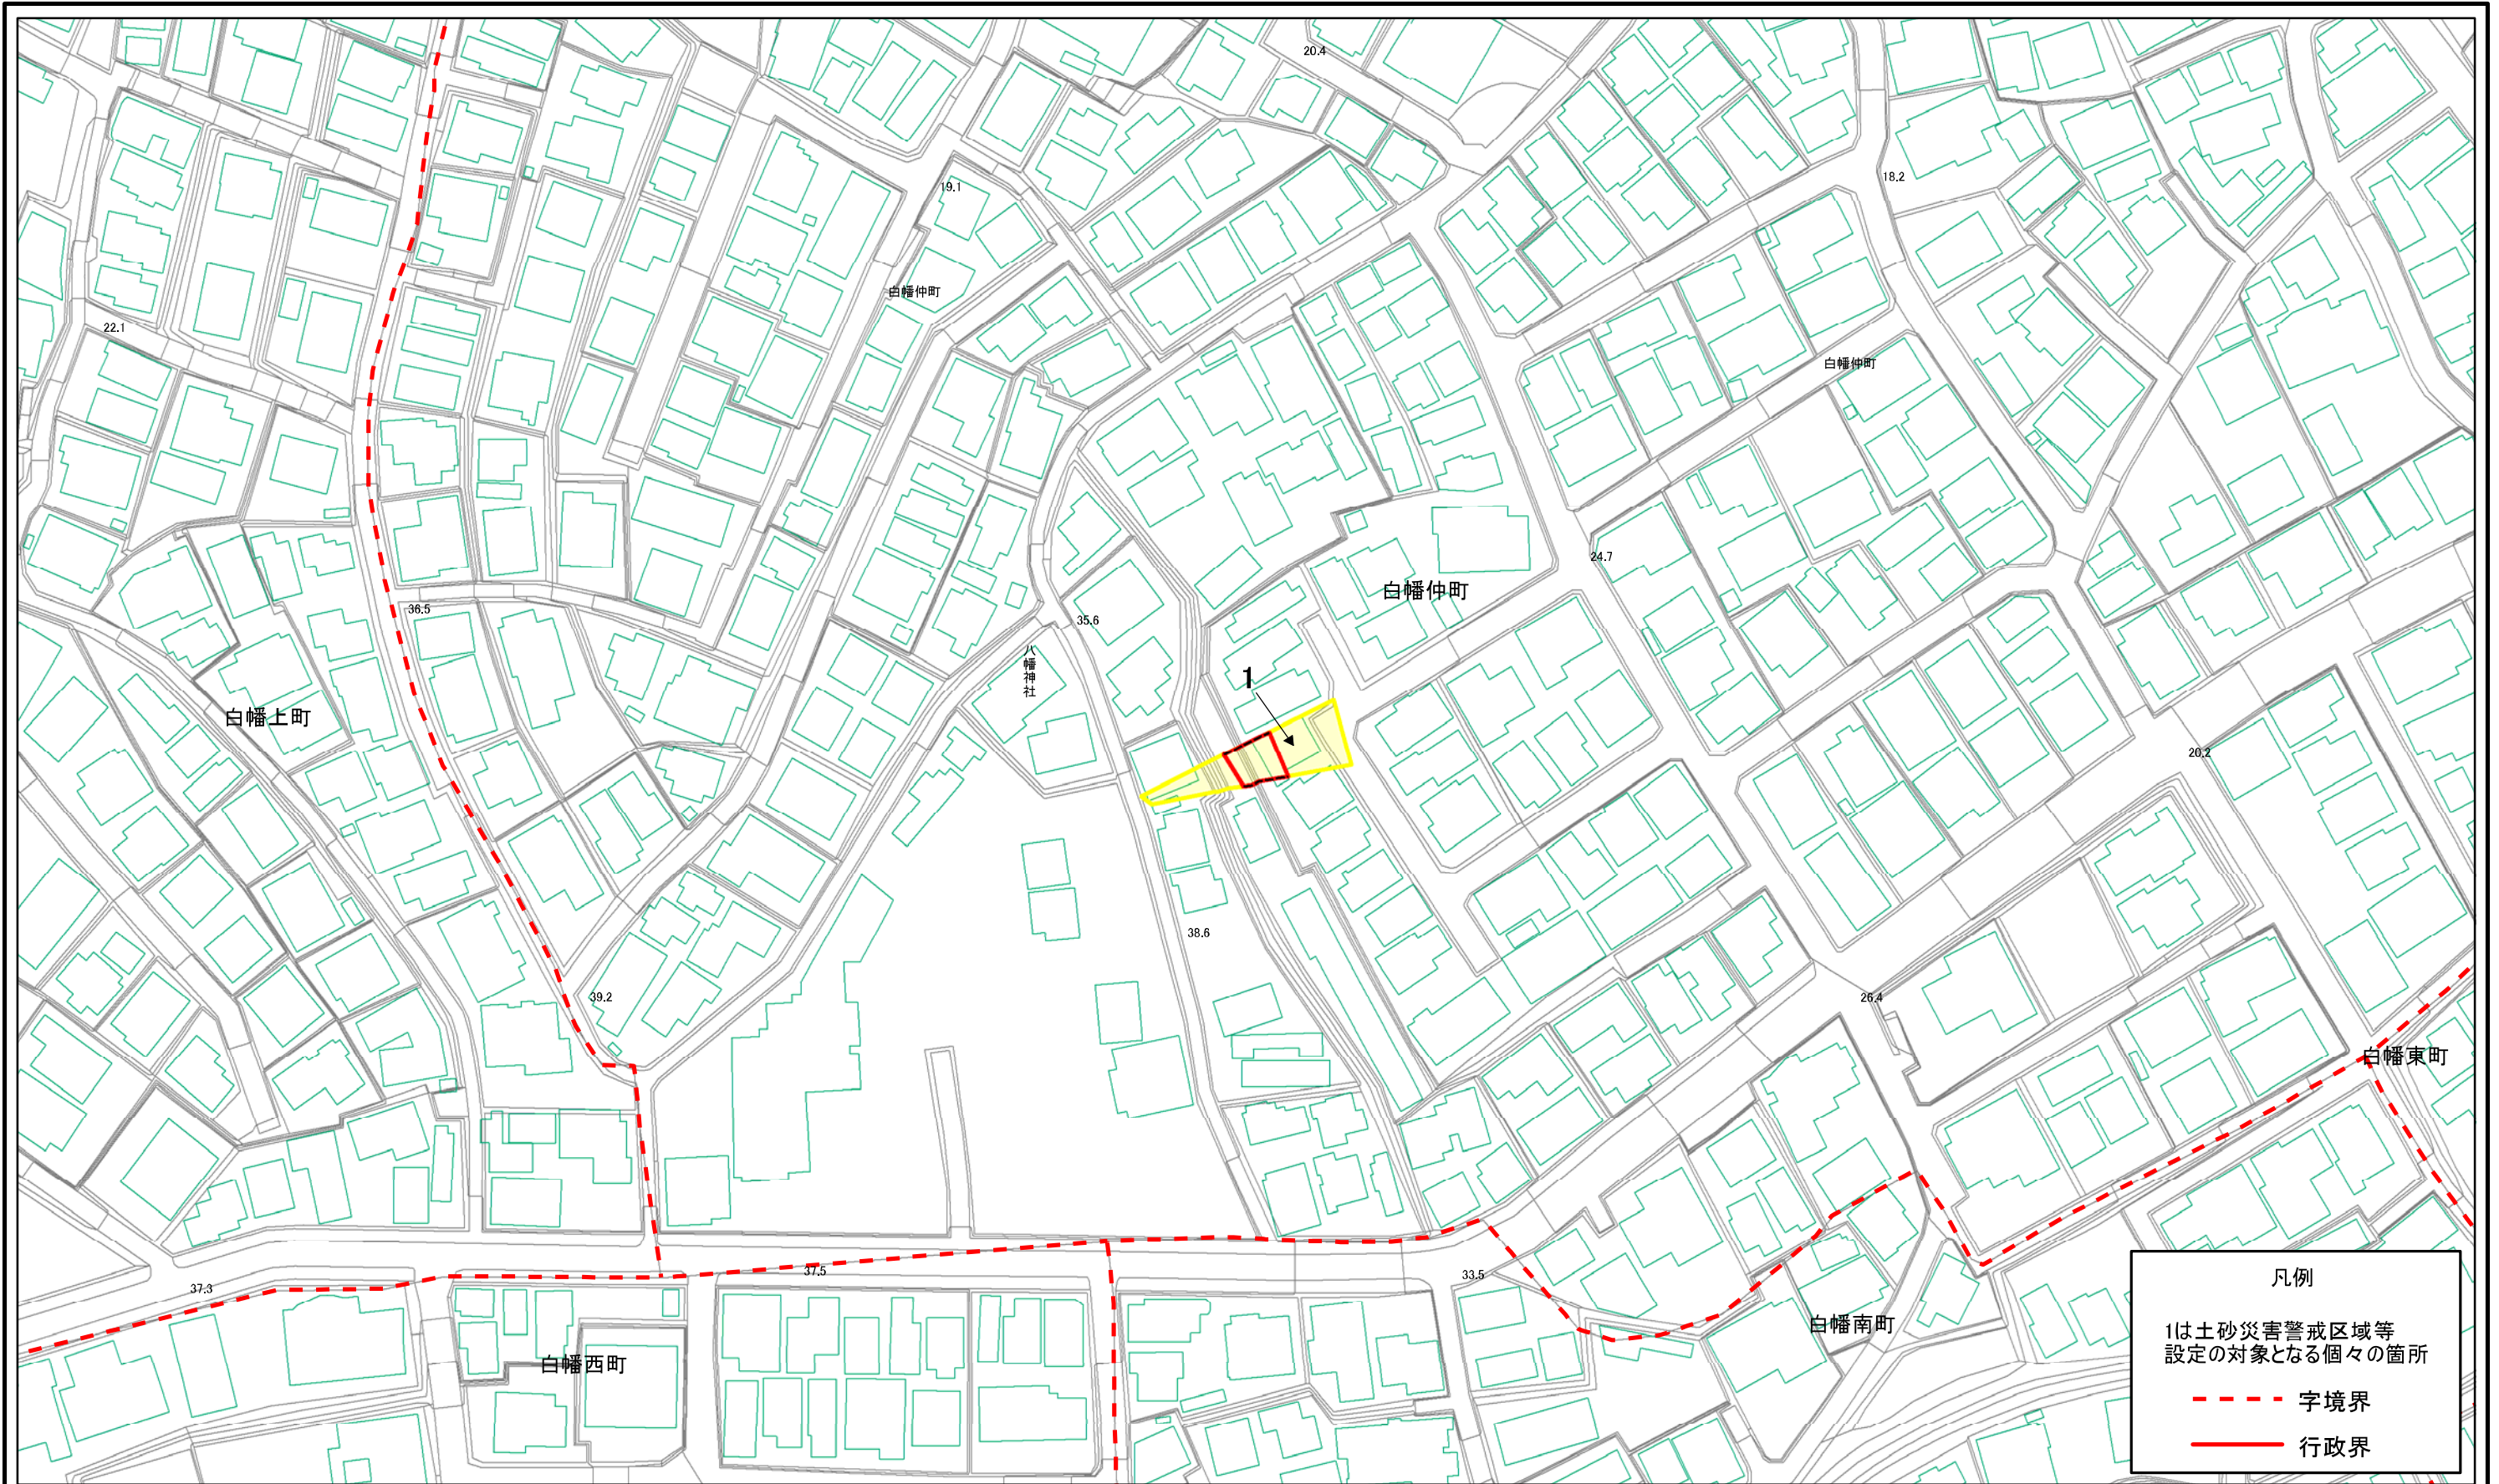 20.4
18.2
19.1
白幡仲町
22.1
白幡仲町
24.7
白幡仲町
36.5
35.6
八幡神社
1
白幡上町
20.2
38.6
39.2
26.4
白幡東町
37.5
33.5
37.3
白幡南町
白幡西町
凡例
1は土砂災害警戒区域等
設定の対象となる個々の箇所
字境界
行政界